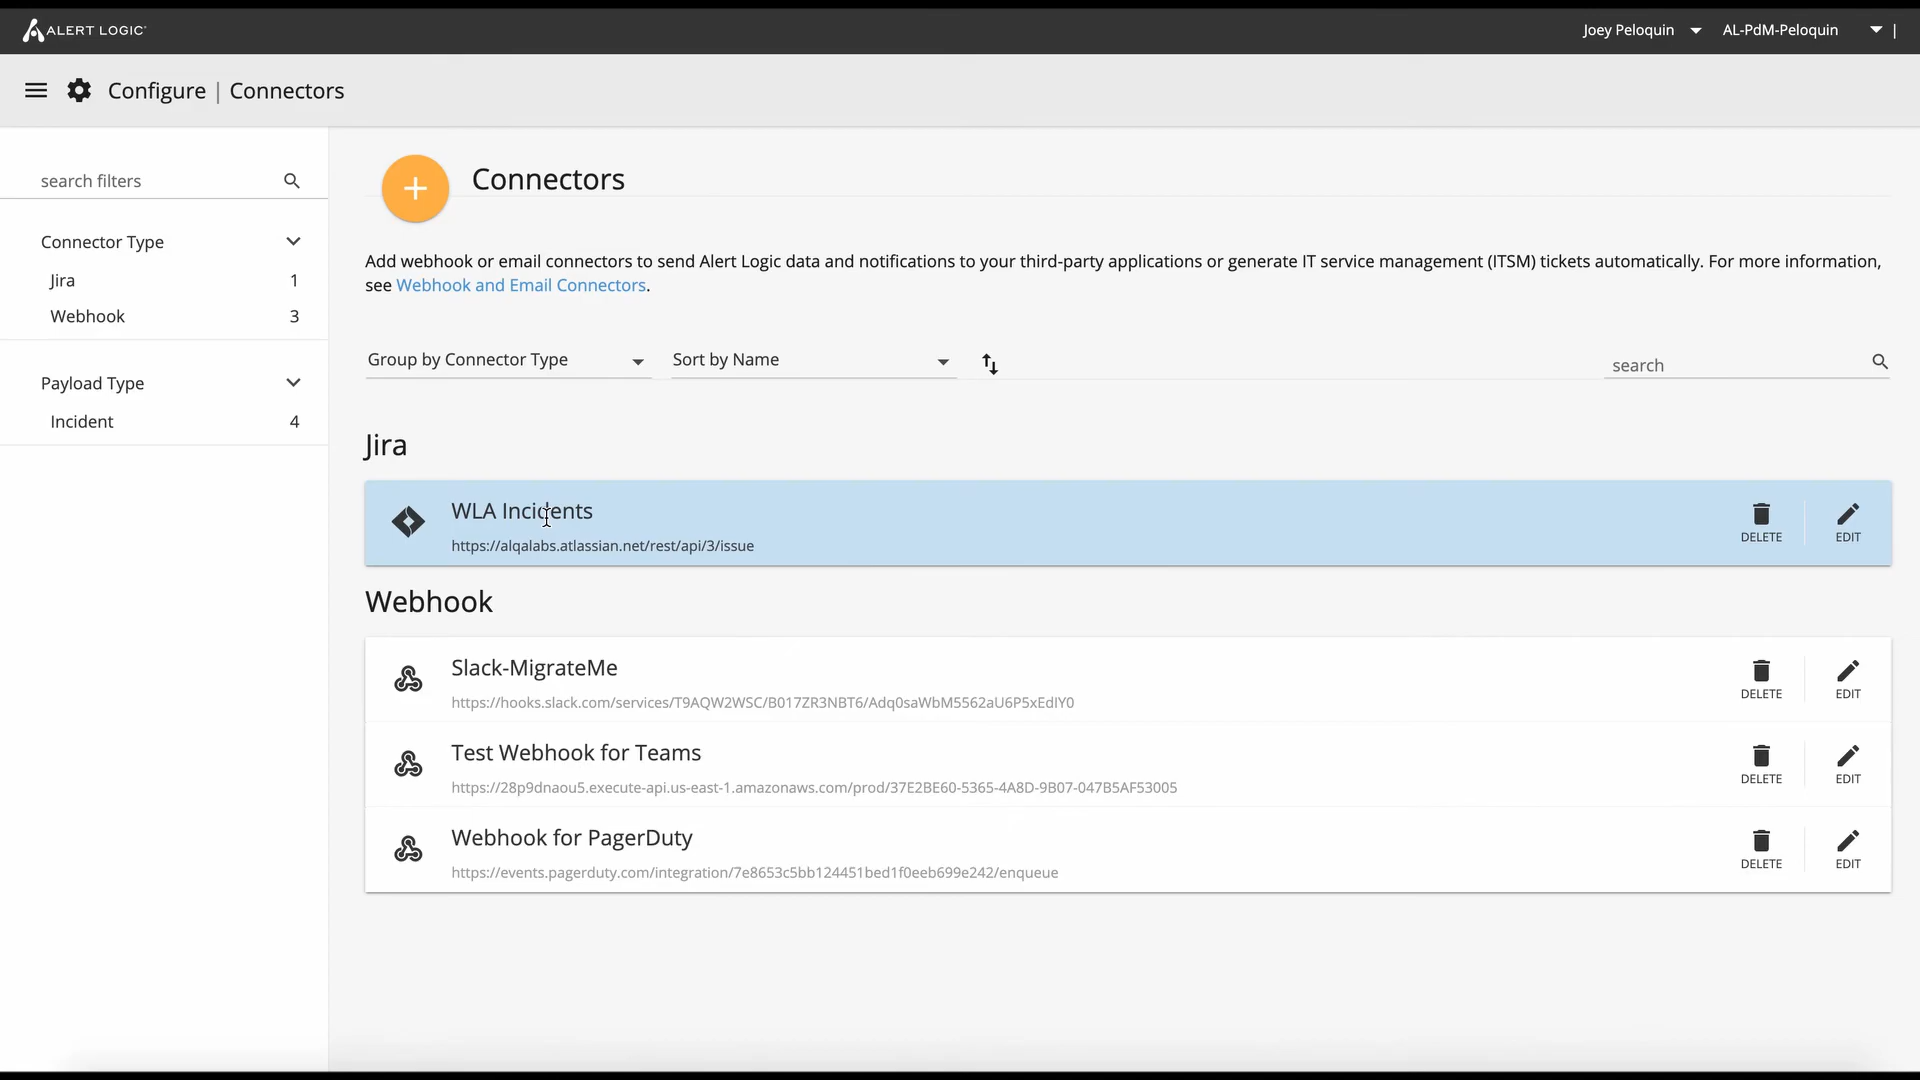 ALERT LOGIC
Joey Peloquin
AL-PdM-Peloquin
Configure | Connectors
search filters
Connector Type
Jira 1
Webhook 3
Payload Type
Incident 4
Connectors
Add webhook or email connectors to send Alert Logic data and notifications to your third-party applications or generate IT service management (ITSM) tickets automatically. For more information,
see Webhook and Email Connectors.
Group by Connector Type
Sort by Name
search
Jira
WLA Incidents
https://alqalabs.atlassian.net/rest/api/3/issue
DELETE
EDIT
Webhook
Slack-MigrateMe
https://hooks.slack.com/services/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
DELETE
EDIT
Test Webhook for Teams
https://28p9dnaou5.execute-api.us-east-1.amazonaws.com/prod/37E2BE60-5365-4A8D-9B07-047B5AF53005
DELETE
EDIT
Webhook for PagerDuty
https://events.pagerduty.com/integration/7e8653c5bb124451bed1f0eeb699e242/enqueue
DELETE
EDIT